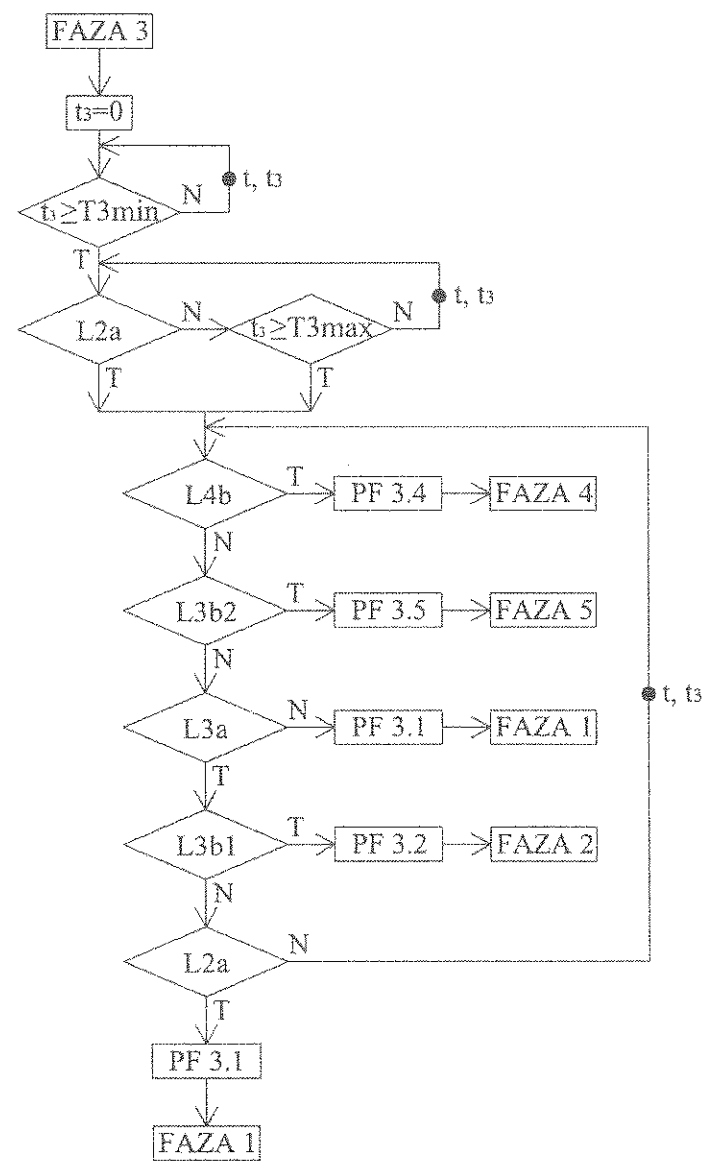 FAZA 3
t₃=0
N t, t₃
t₃≥T3min
T
t, t₃
L2a N t₃≥T3max N
T T
L4b T PF 3.4 FAZA 4
N
L3b2 T PF 3.5 FAZA 5
N
t, t₃
L3a N PF 3.1 FAZA 1
T
L3b1 T PF 3.2 FAZA 2
N
L2a N
T
PF 3.1
FAZA 1